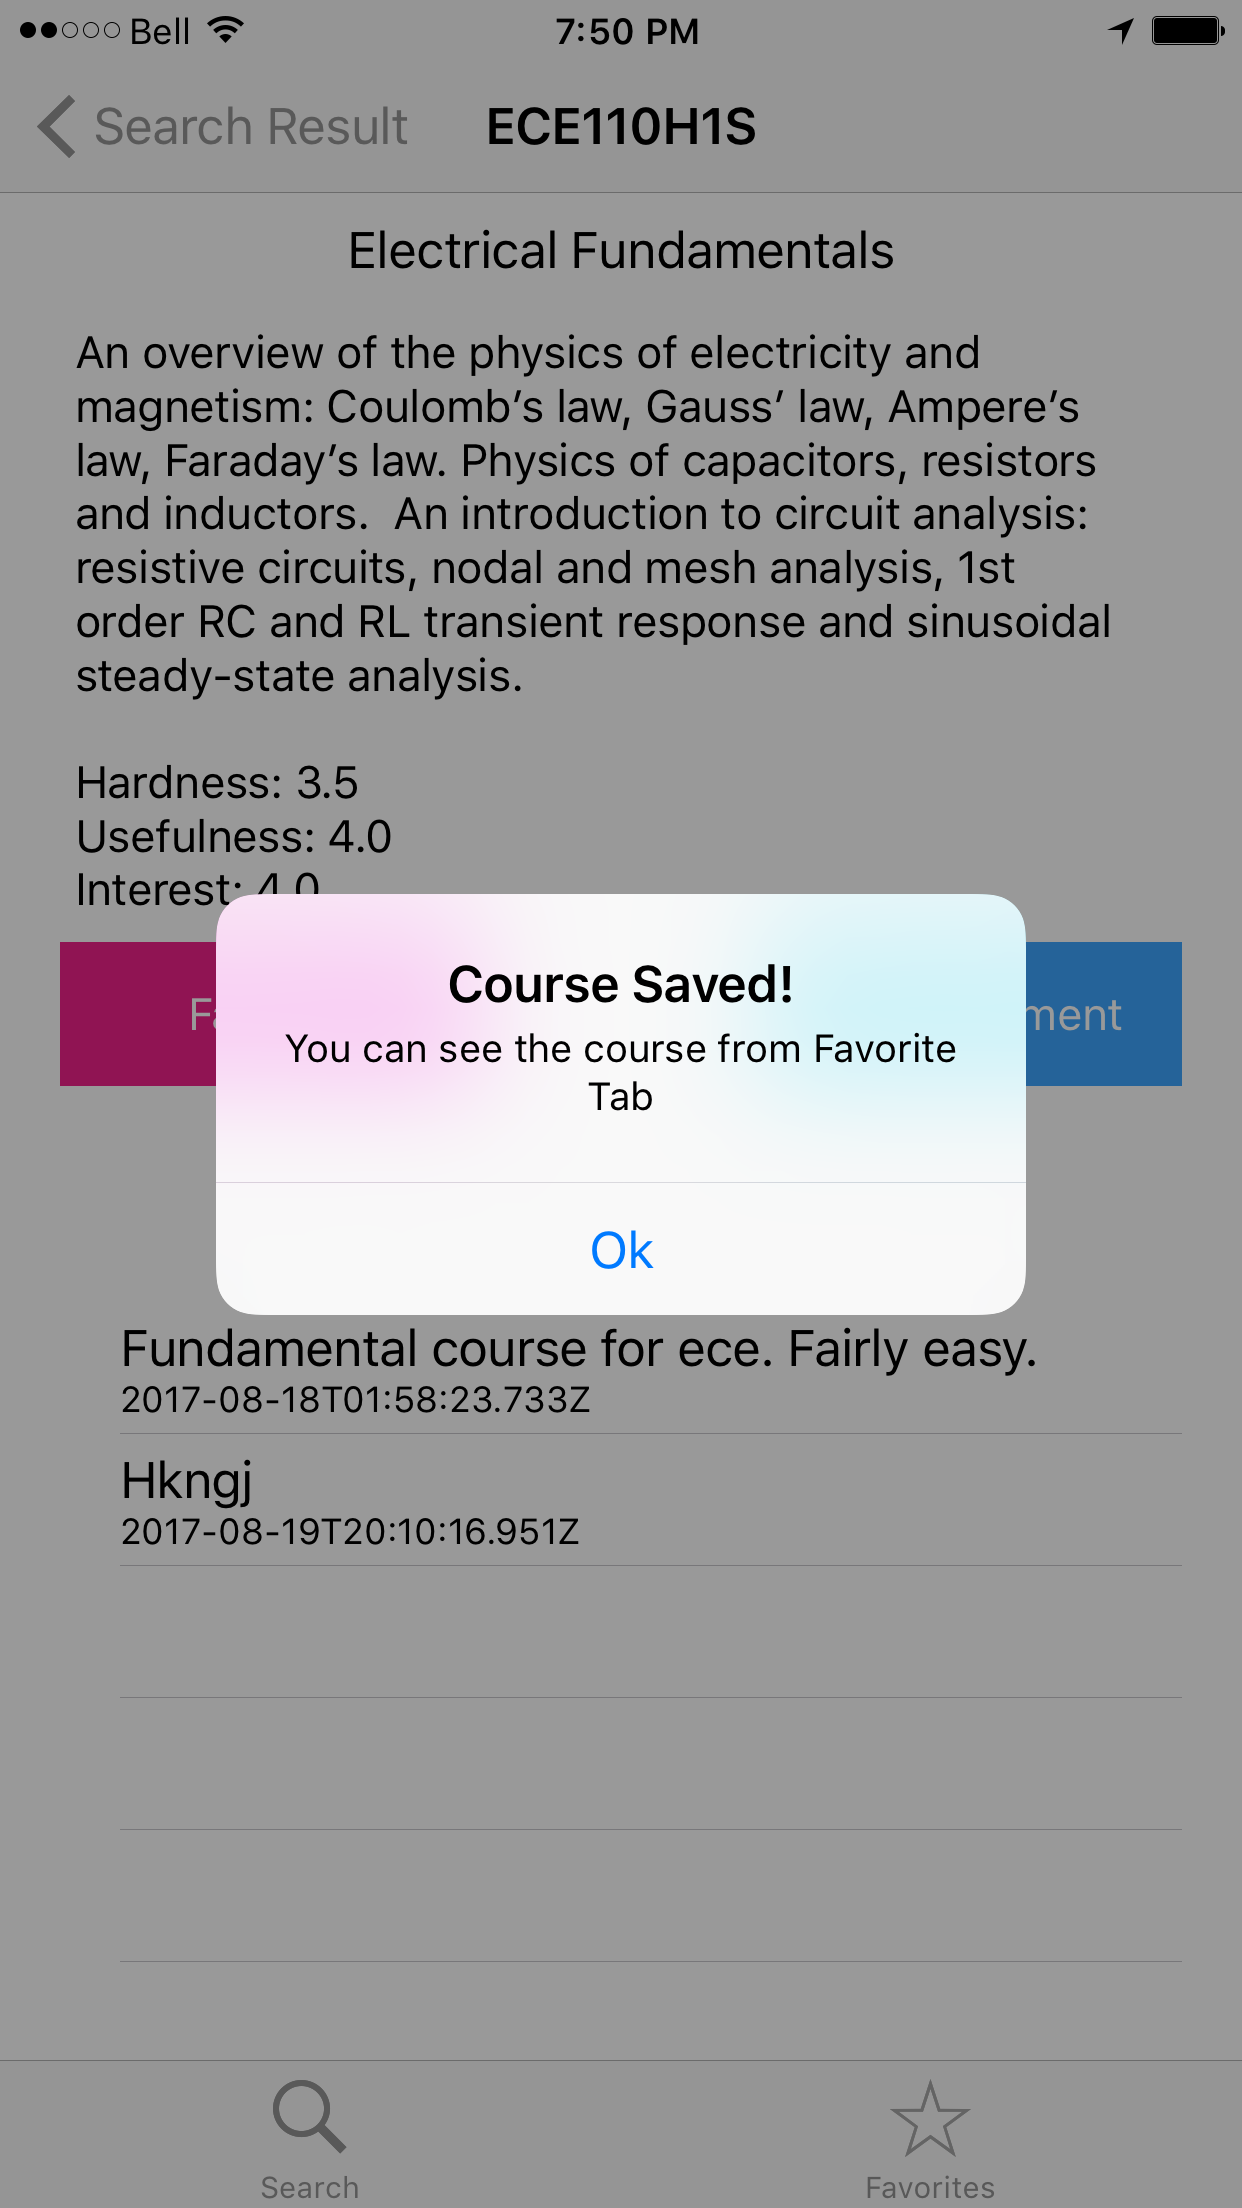 Bell 7:50 PM
Search Result ECE110H1S
Electrical Fundamentals
An overview of the physics of electricity and
magnetism: Coulomb’s law, Gauss’ law, Ampere’s
law, Faraday’s law. Physics of capacitors, resistors
and inductors.  An introduction to circuit analysis:
resistive circuits, nodal and mesh analysis, 1st
order RC and RL transient response and sinusoidal
steady-state analysis.
Hardness: 3.5
Usefulness: 4.0
Interest: 4.0
Course Saved!
You can see the course from Favorite
Tab
Ok
Fundamental course for ece. Fairly easy.
2017-08-18T01:58:23.733Z
Hkngj
2017-08-19T20:10:16.951Z
Search Favorites